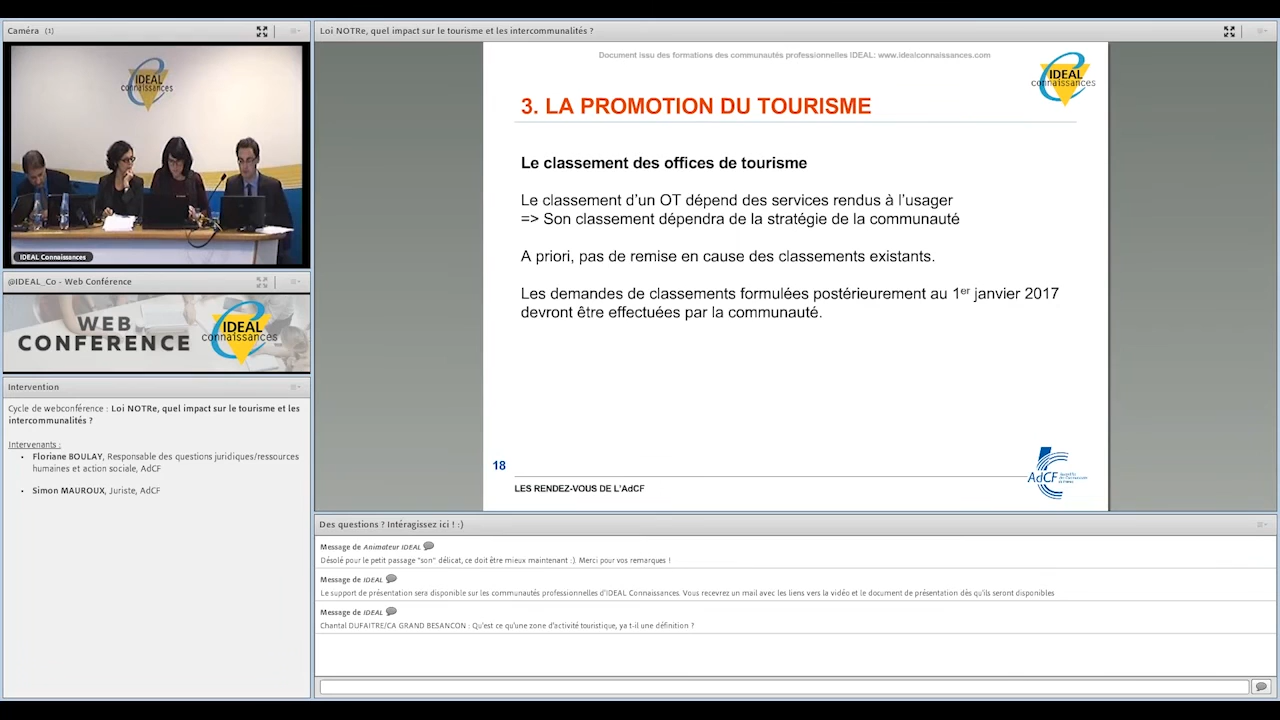 Caméra (1)
IDEAL
connaissances
IDEAL Connaissances
@IDEAL_Co - Web Conférence
WEB
CONFERENCE
IDEAL
connaissances
Intervention
Cycle de webconférence : Loi NOTRe, quel impact sur le tourisme et les
intercommunalités ?
Intervenants :
• Floriane BOULAY, Responsable des questions juridiques/ressources
humaines et action sociale, AdCF
• Simon MAUROUX, Juriste, AdCF
Loi NOTRe, quel impact sur le tourisme et les intercommunalités ?
Document issu des formations des communautés professionnelles IDEAL: www.idealconnaissances.com
IDEAL
connaissances
3. LA PROMOTION DU TOURISME
Le classement des offices de tourisme
Le classement d’un OT dépend des services rendus à l’usager
=> Son classement dépendra de la stratégie de la communauté
A priori, pas de remise en cause des classements existants.
Les demandes de classements formulées postérieurement au 1er janvier 2017
devront être effectuées par la communauté.
18
LES RENDEZ-VOUS DE L'AdCF
AdCF
Des questions ? Intéragissez ici ! :)
Message de Animateur IDEAL
Désolé pour le petit passage "son" délicat, ce doit être mieux maintenant :). Merci pour vos remarques !
Message de IDEAL
Le support de présentation sera disponible sur les communautés professionnelles d'IDEAL Connaissances. Vous recevrez un mail avec les liens vers la vidéo et le document de présentation dès qu'ils seront disponibles
Message de IDEAL
Chantal DUFAITRE/CA GRAND BESANCON : Qu'est ce qu'une zone d'activité touristique, ya t-il une définition ?